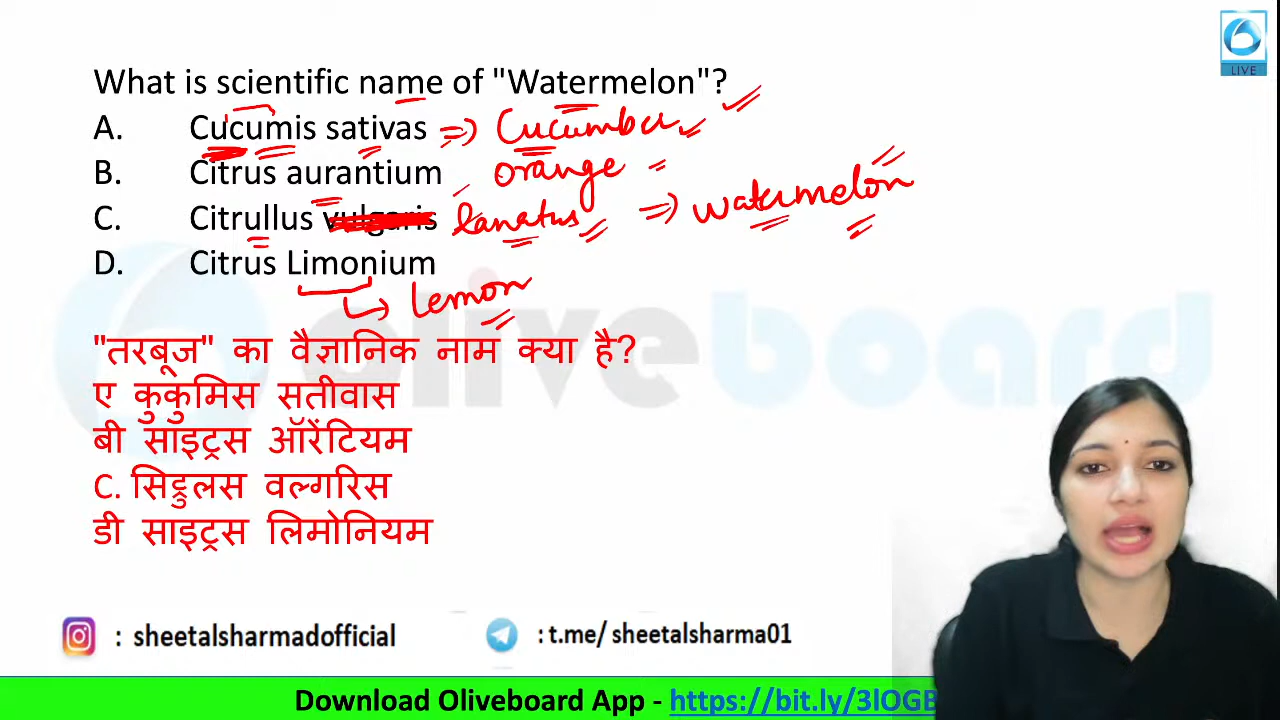 LIVE
What is scientific name of "Watermelon"?
A. Cucumis sativas => Cucumber
B. Citrus aurantium orange
C. Citrullus vulgaris lanatus => watermelon
D. Citrus Limonium
lemon
oliveboard
"तरबूज" का वैज्ञानिक नाम क्या है?
ए कुकुमिस सतीवास
बी साइट्रस ऑरेंटियम
C. सिट्रुलस वल्गरिस
डी साइट्रस लिमोनियम
: sheetalsharmadofficial
: t.me/ sheetalsharma01
Download Oliveboard App - https://bit.ly/3lOGB